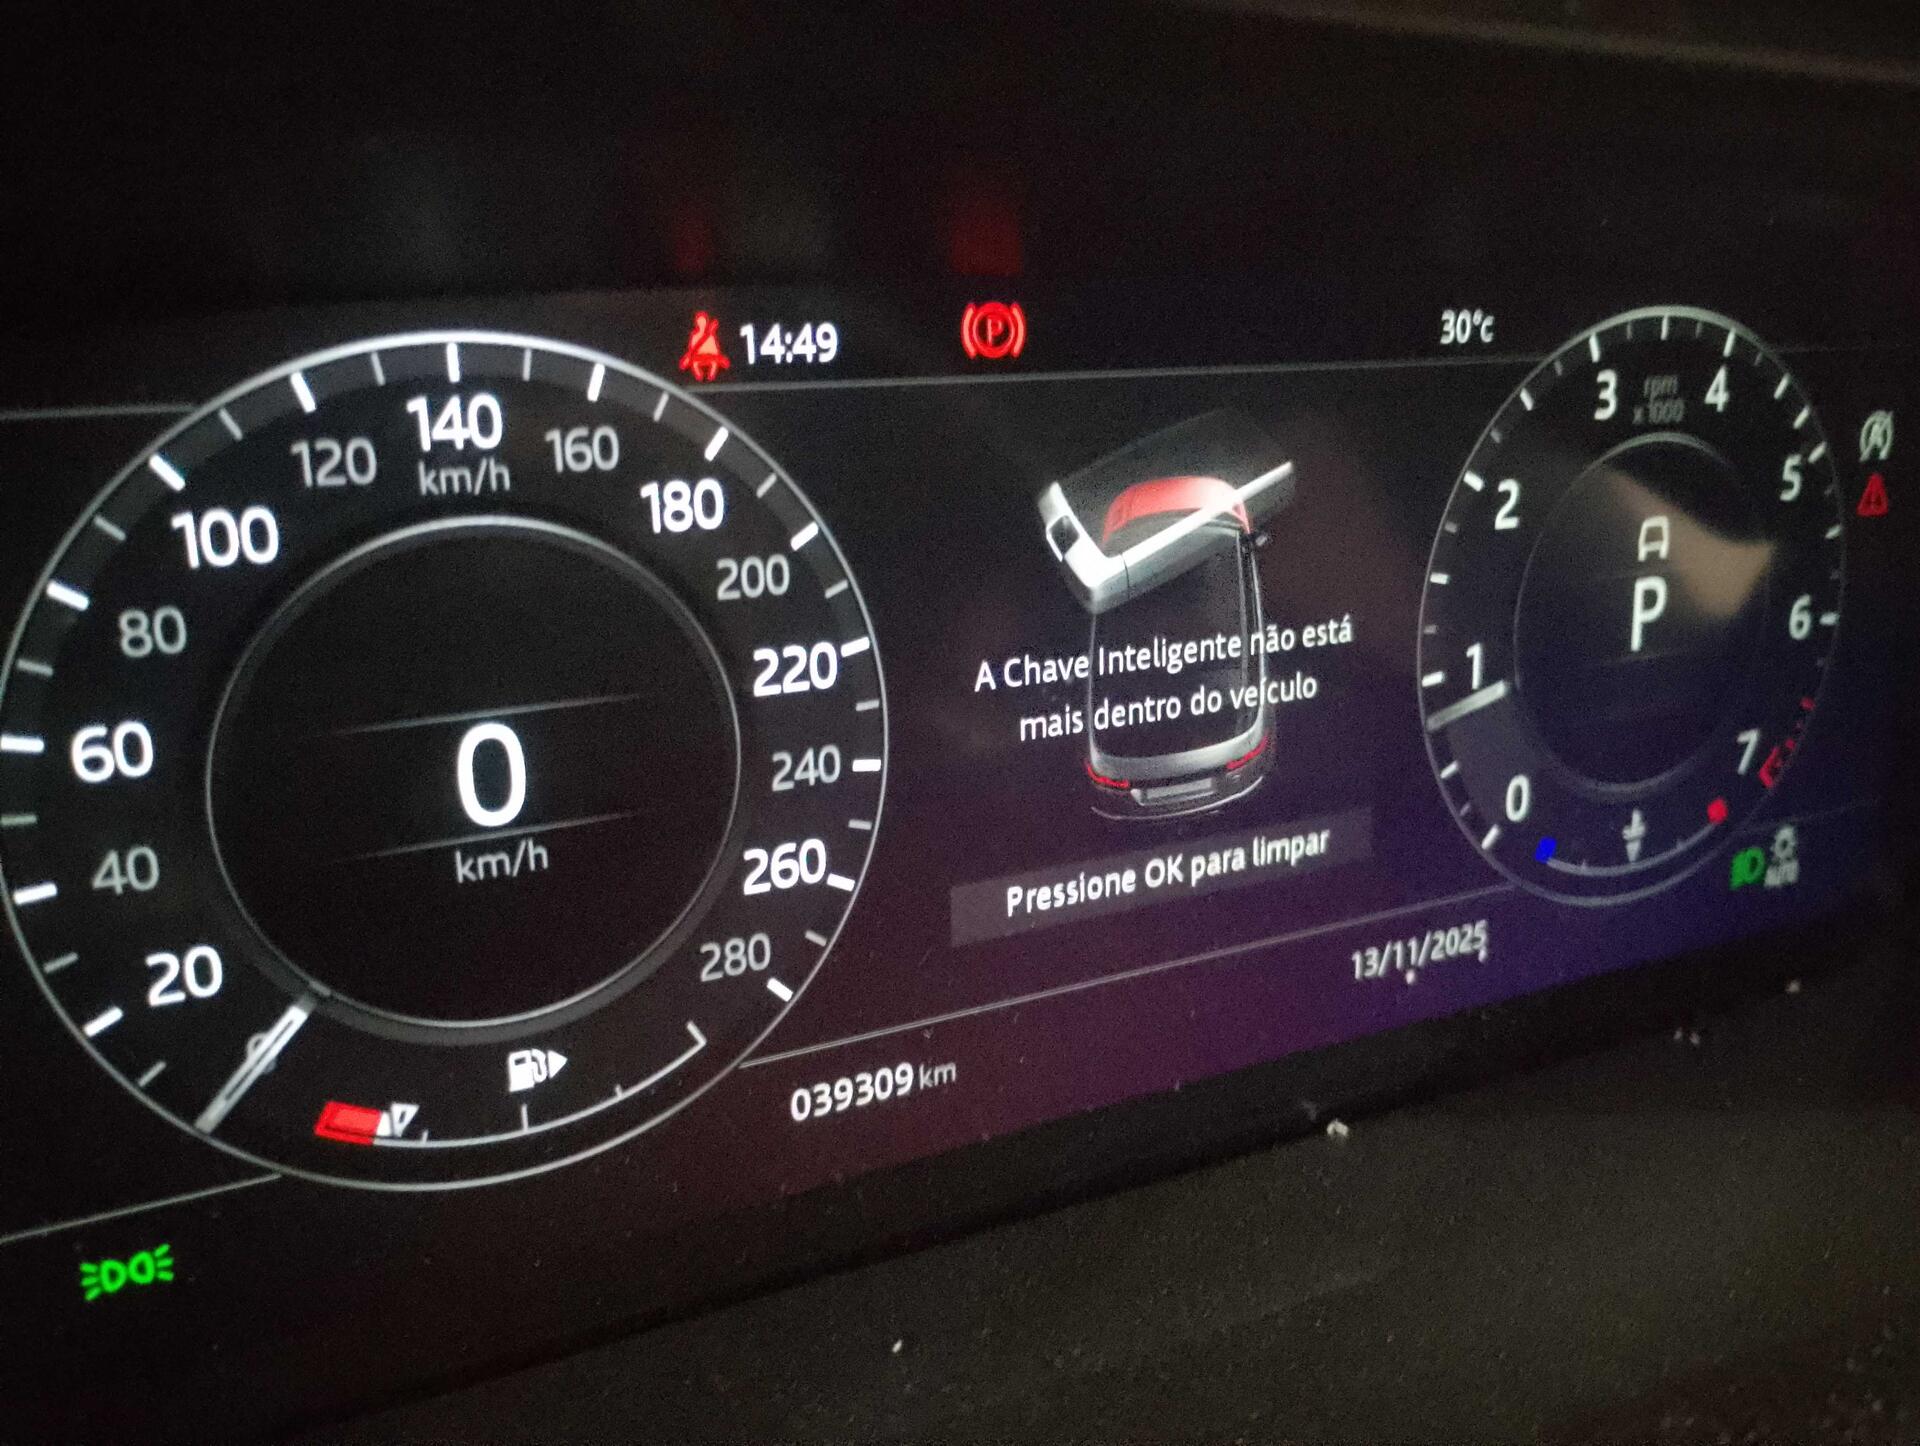 14:49
P
30°c
140
km/h
120
160
100
180
80
200
60
220
40
240
20
260
280
0
km/h
A Chave Inteligente não está
mais dentro do veículo
Pressione OK para limpar
3
rpm
x 1000
4
2
5
1
6
0
7
P
A
AUTO
13/11/2025
039309 km